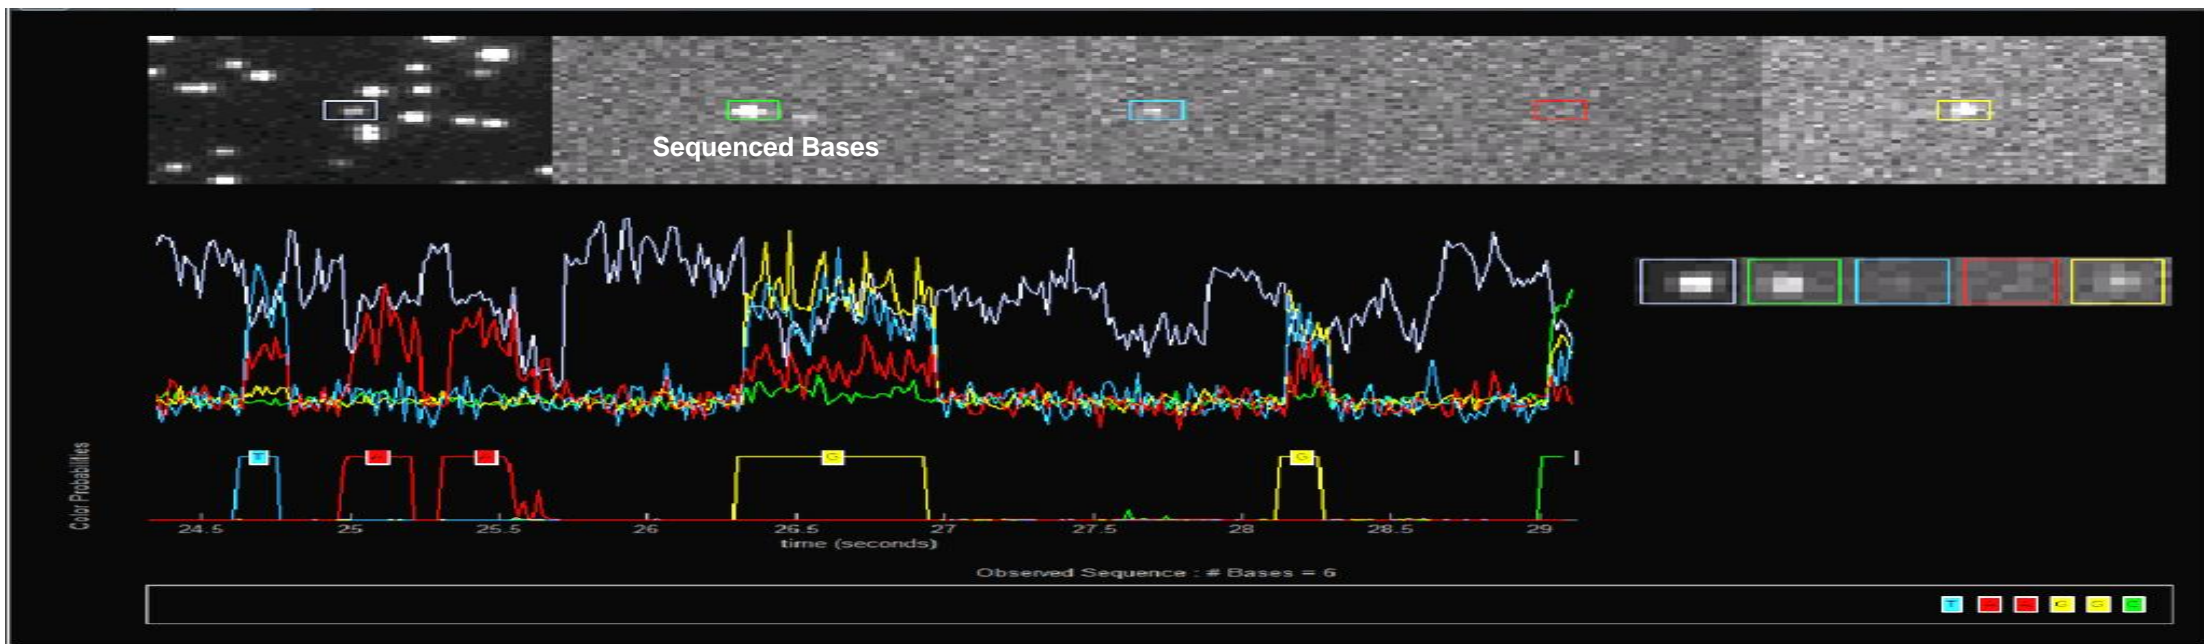 Sequenced Bases
Color Probabilities
T A A G G
24.5 25 25.5 26 26.5 27 27.5 28 28.5 29
time (seconds)
Observed Sequence : # Bases = 6
T A A G G C